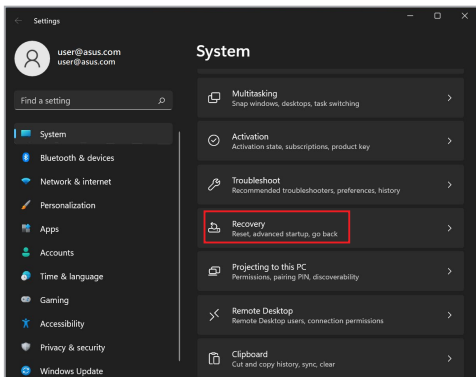 Settings
user@asus.com
user@asus.com
Find a setting
System
Bluetooth & devices
Network & internet
Personalization
Apps
Accounts
Time & language
Gaming
Accessibility
Privacy & security
Windows Update
System
Multitasking
Snap windows, desktops, task switching
Activation
Activation state, subscriptions, product key
Troubleshoot
Recommended troubleshooters, preferences, history
Recovery
Reset, advanced startup, go back
Projecting to this PC
Permissions, pairing PIN, discoverability
Remote Desktop
Remote Desktop users, connection permissions
Clipboard
Cut and copy history, sync, clear